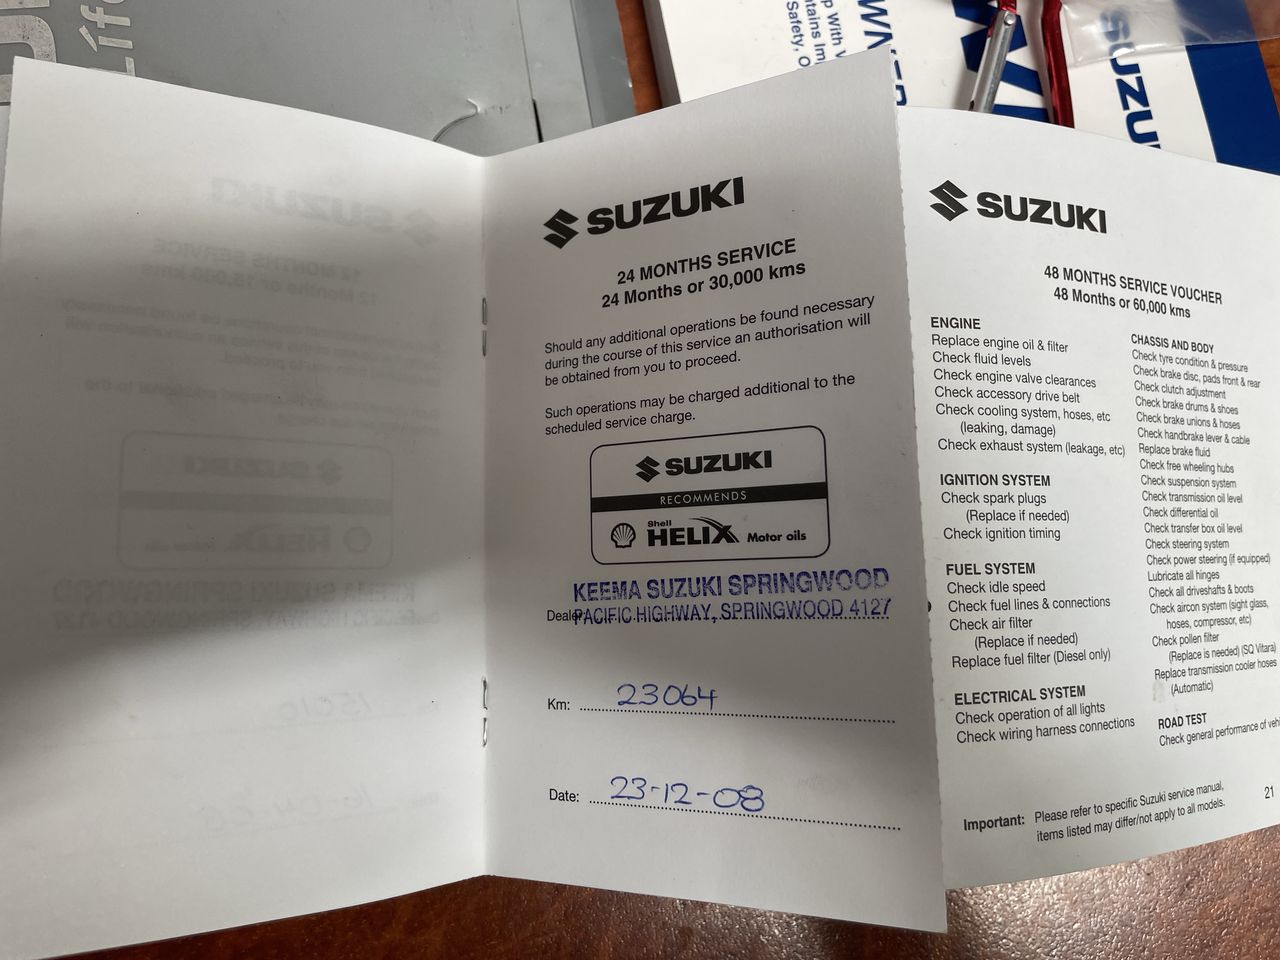 SUZUKI
24 MONTHS SERVICE
24 Months or 30,000 kms
Should any additional operations be found necessary
during the course of this service an authorisation will
be obtained from you to proceed.
Such operations may be charged additional to the
scheduled service charge.
SUZUKI
RECOMMENDS
Shell
HELIX Motor oils
KEEMA SUZUKI SPRINGWOOD
Dealer: PACIFIC HIGHWAY, SPRINGWOOD 4127
Km: 23064
Date: 23-12-08
SUZUKI
48 MONTHS SERVICE VOUCHER
48 Months or 60,000 kms
ENGINE
Replace engine oil & filter
Check fluid levels
Check engine valve clearances
Check accessory drive belt
Check cooling system, hoses, etc
(leaking, damage)
Check exhaust system (leakage, etc)
IGNITION SYSTEM
Check spark plugs
(Replace if needed)
Check ignition timing
FUEL SYSTEM
Check idle speed
Check fuel lines & connections
Check air filter
(Replace if needed)
Replace fuel filter (Diesel only)
ELECTRICAL SYSTEM
Check operation of all lights
Check wiring harness connections
CHASSIS AND BODY
Check tyre condition & pressure
Check brake disc, pads front & rear
Check clutch adjustment
Check brake drums & shoes
Check brake unions & hoses
Check handbrake lever & cable
Replace brake fluid
Check free wheeling hubs
Check suspension system
Check transmission oil level
Check differential oil
Check transfer box oil level
Check steering system
Check power steering (if equipped)
Lubricate all hinges
Check all driveshafts & boots
Check aircon system (sight glass,
hoses, compressor, etc)
Check pollen filter
(Replace is needed) (SQ Vitara)
Replace transmission cooler hoses
(Automatic)
ROAD TEST
Check general performance of vehi
Important: Please refer to specific Suzuki service manual,
items listed may differ/not apply to all models.
21
SUZU
Safety, O